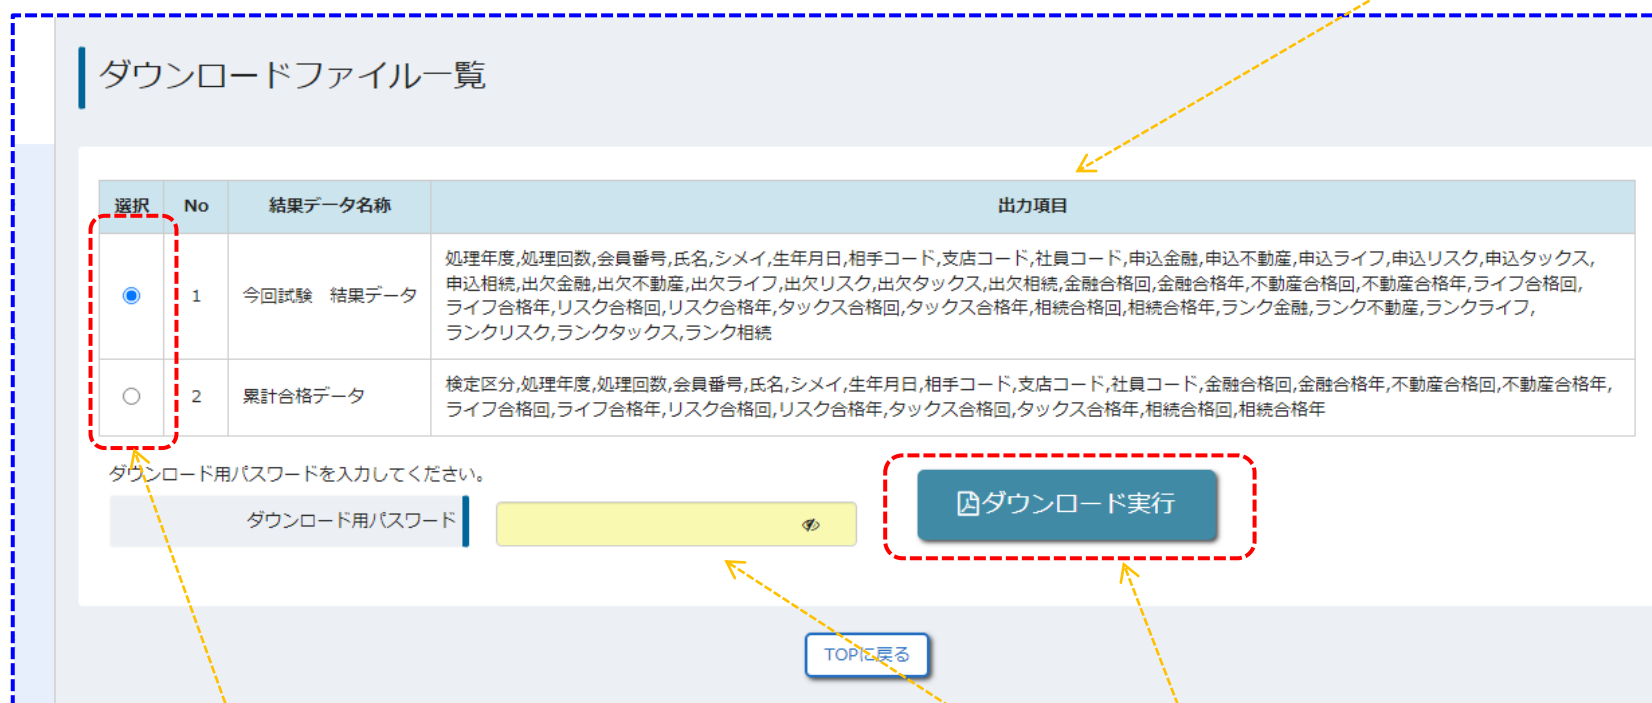 ダウンロードファイル一覧
選択 No 結果データ名称 出力項目
1 今回試験　結果データ
処理年度,処理回数,会員番号,氏名,シメイ,生年月日,相手コード,支店コード,社員コード,申込金融,申込不動産,申込ライフ,申込リスク,申込タックス,
申込相続,出欠金融,出欠不動産,出欠ライフ,出欠リスク,出欠タックス,出欠相続,金融合格回,金融合格年,不動産合格回,不動産合格年,ライフ合格回,
ライフ合格年,リスク合格回,リスク合格年,タックス合格回,タックス合格年,相続合格回,相続合格年,ランク金融,ランク不動産,ランクライフ,
ランクリスク,ランクタックス,ランク相続
2 累計合格データ
検定区分,処理年度,処理回数,会員番号,氏名,シメイ,生年月日,相手コード,支店コード,社員コード,金融合格回,金融合格年,不動産合格回,不動産合格年,
ライフ合格回,ライフ合格年,リスク合格回,リスク合格年,タックス合格回,タックス合格年,相続合格回,相続合格年
ダウンロード用パスワードを入力してください。
ダウンロード用パスワード
ダウンロード実行
TOPに戻る